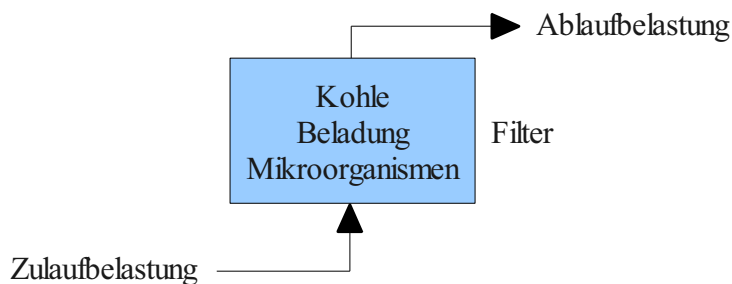 Ablaufbelastung
Kohle
Beladung
Mikroorganismen
Filter
Zulaufbelastung